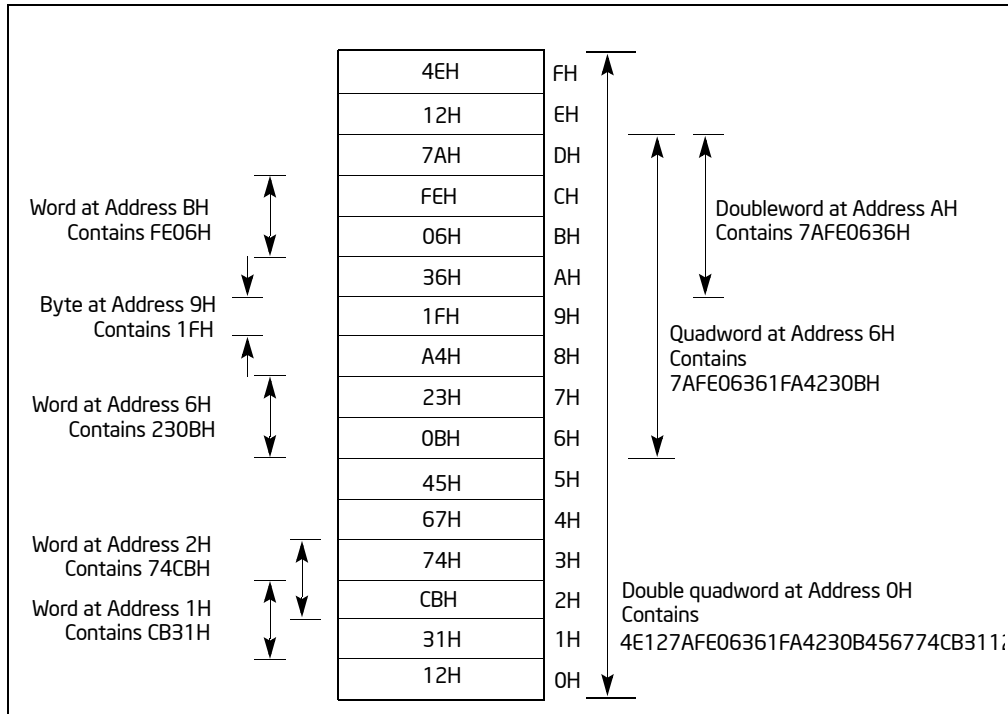 4EH FH
12H EH
7AH DH
FEH CH
06H BH
36H AH
1FH 9H
A4H 8H
23H 7H
0BH 6H
45H 5H
67H 4H
74H 3H
CBH 2H
31H 1H
12H 0H
Word at Address BH
Contains FE06H
Byte at Address 9H
Contains 1FH
Word at Address 6H
Contains 230BH
Word at Address 2H
Contains 74CBH
Word at Address 1H
Contains CB31H
Doubleword at Address AH
Contains 7AFE0636H
Quadword at Address 6H
Contains
7AFE06361FA4230BH
Double quadword at Address 0H
Contains
4E127AFE06361FA4230B456774CB3112